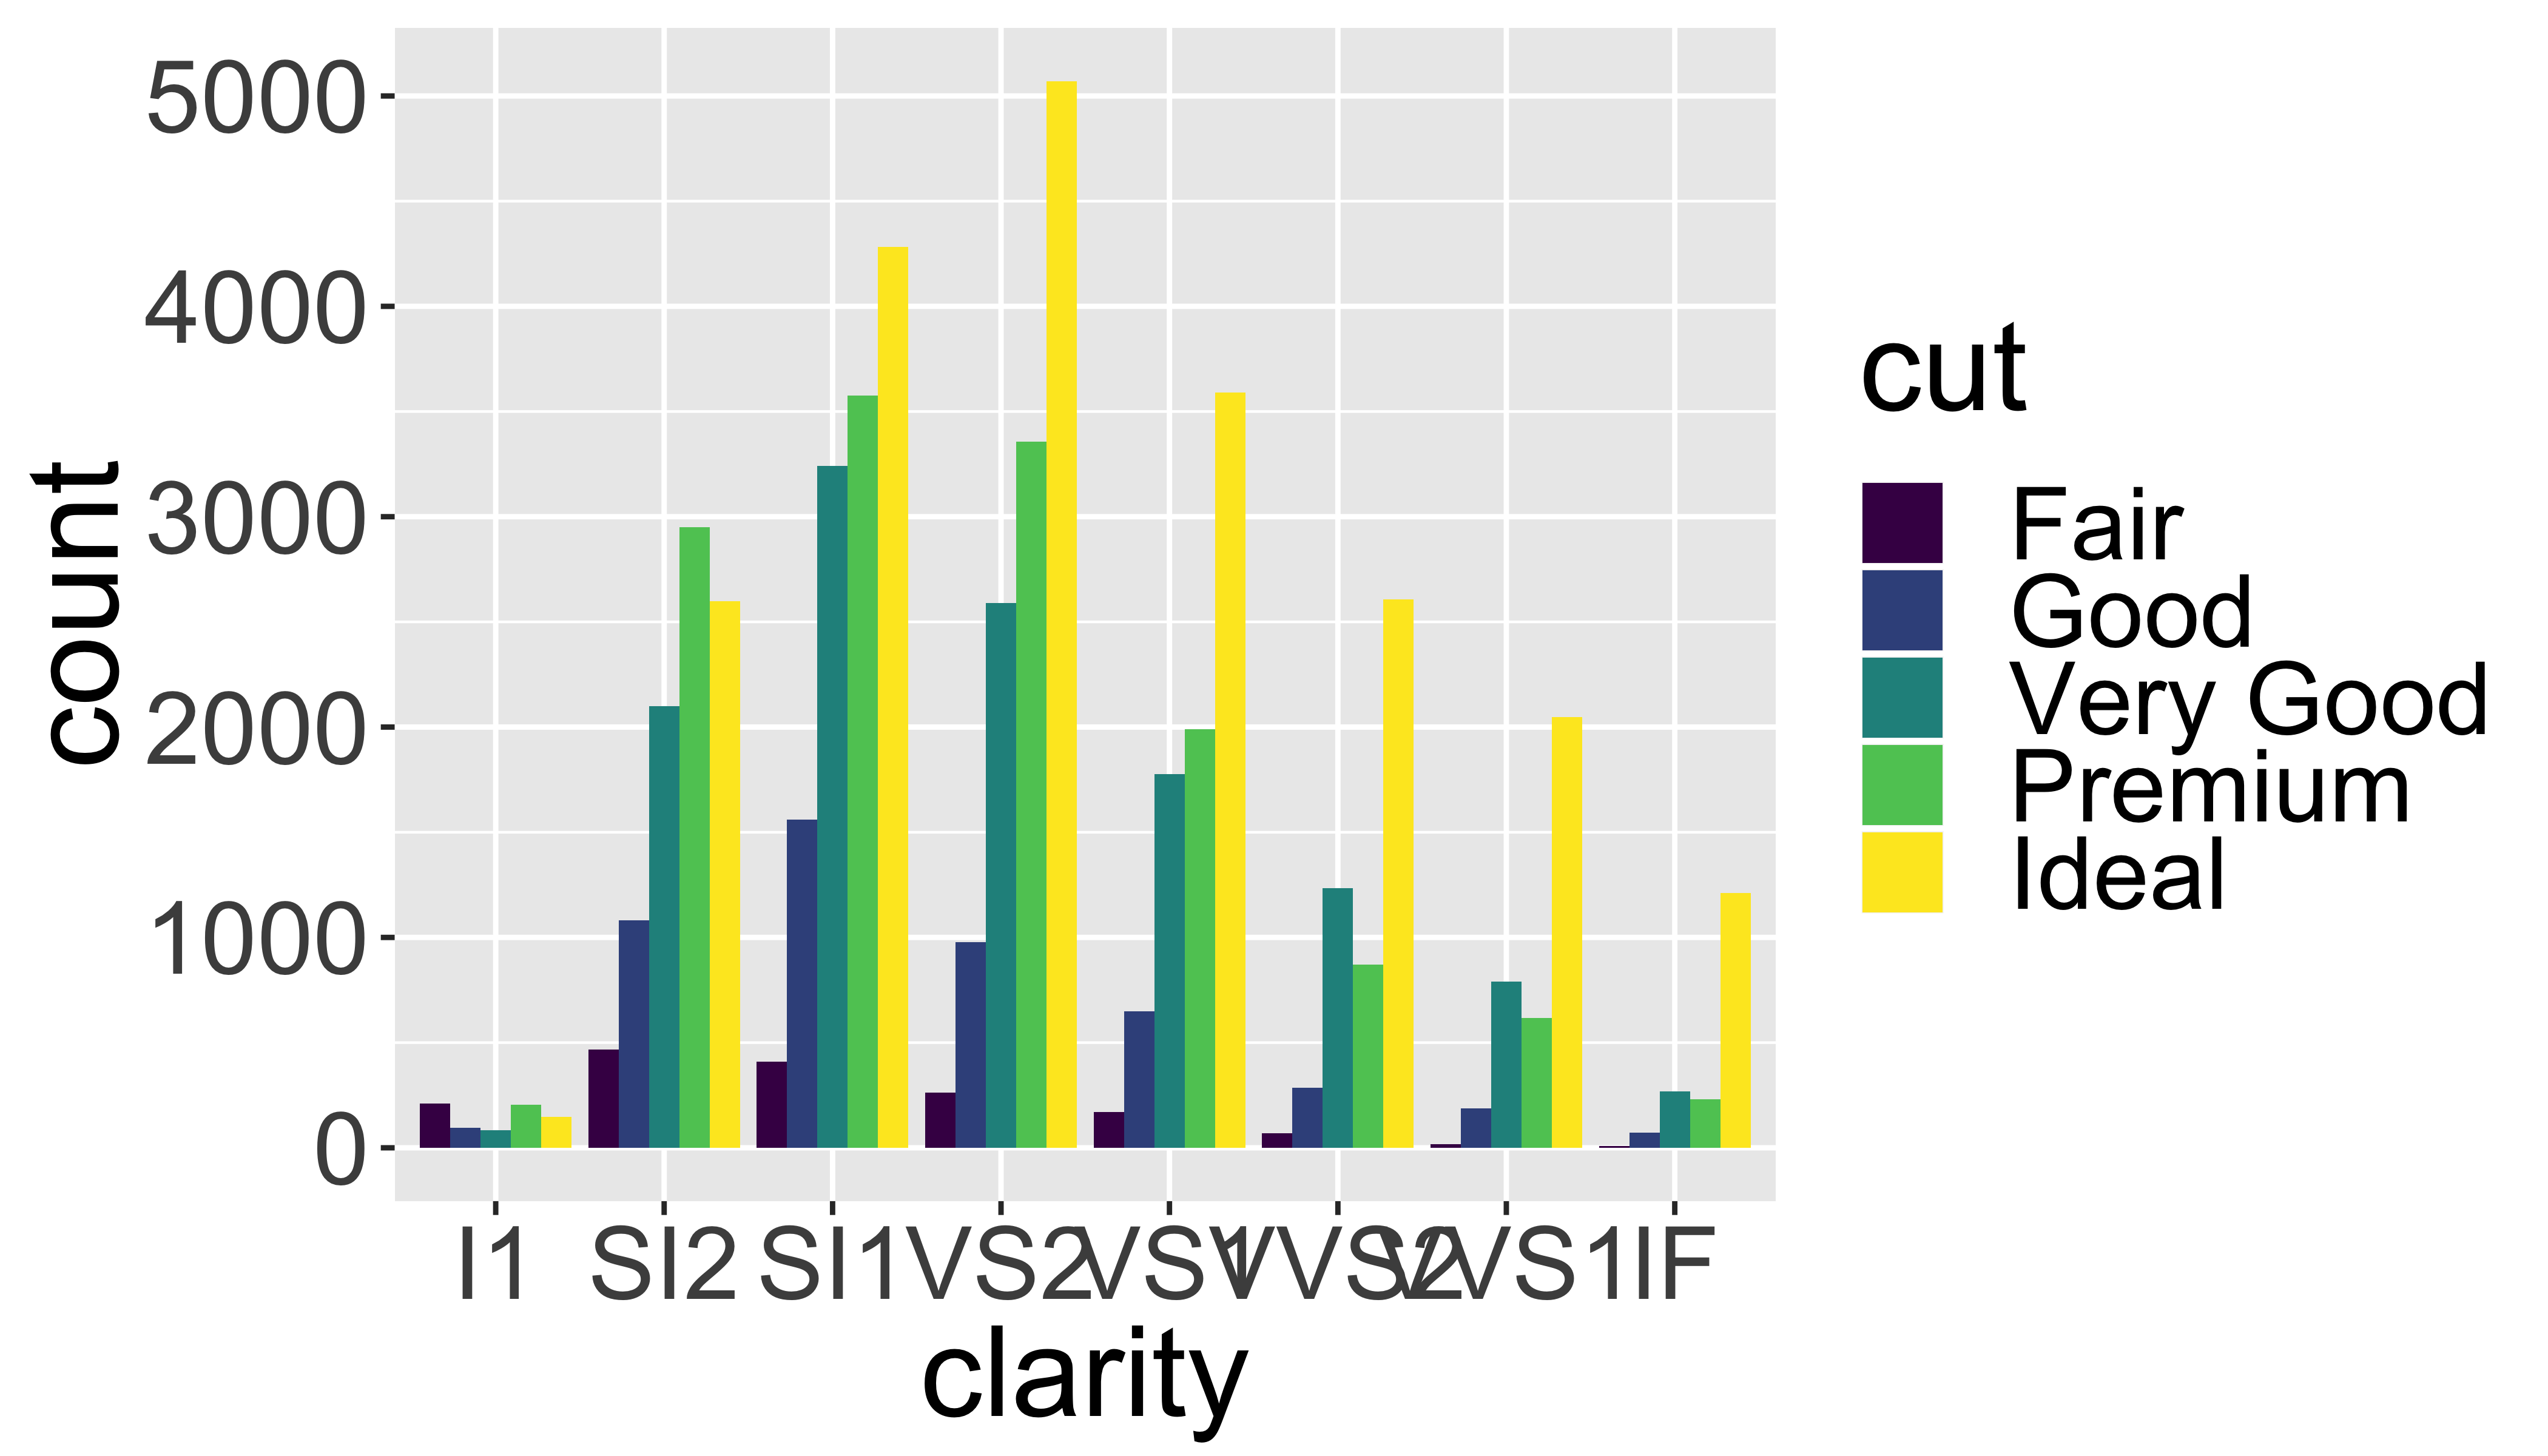 count
5000
4000
3000
2000
1000
0
I1 SI2 SI1 VS2 VS1 VVS2 VVS1 IF
clarity
cut
Fair
Good
Very Good
Premium
Ideal